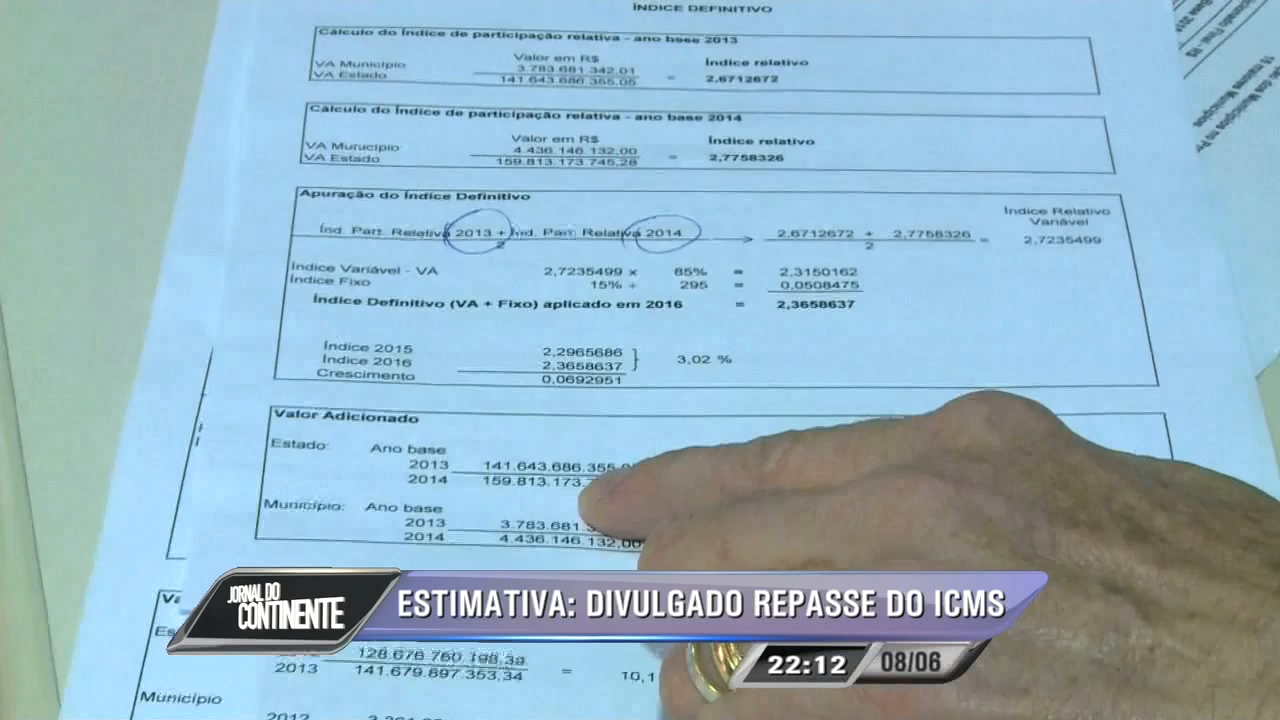 ÍNDICE DEFINITIVO
Cálculo do Índice de participação relativa - ano base 2013
Valor em R$ Índice relativo
VA Município 3.783.681.342,01 = 2,6712672
VA Estado 141.643.686.355,05
Cálculo do Índice de participação relativa - ano base 2014
Valor em R$ Índice relativo
VA Município 4.436.146.132,00 = 2,7758326
VA Estado 159.813.173.745,28
Apuração do Índice Definitivo
Índice Relativo
Variável
Índ. Part. Relativa 2013 + Índ. Part. Relativa 2014 2,6712672 + 2,7758326 = 2,7235499
2 2
Índice Variável - VA 2,7235499 x 85% = 2,3150162
Índice Fixo 15% ÷ 295 = 0,0508475
Índice Definitivo (VA + Fixo) aplicado em 2016 = 2,3658637
Índice 2015 2,2965686
Índice 2016 2,3658637 } 3,02 %
Crescimento 0,0692951
Valor Adicionado
Estado: Ano base
2013 141.643.686.355
2014 159.813.173.
Município: Ano base
2013 3.783.681.
2014 4.436.146.132,00
JORNAL DO
CONTINENTE
ESTIMATIVA: DIVULGADO REPASSE DO ICMS
128.678.760.198,39
2013 141.679.697.353,34 = 10,1
22:12 08/06
Município
2012